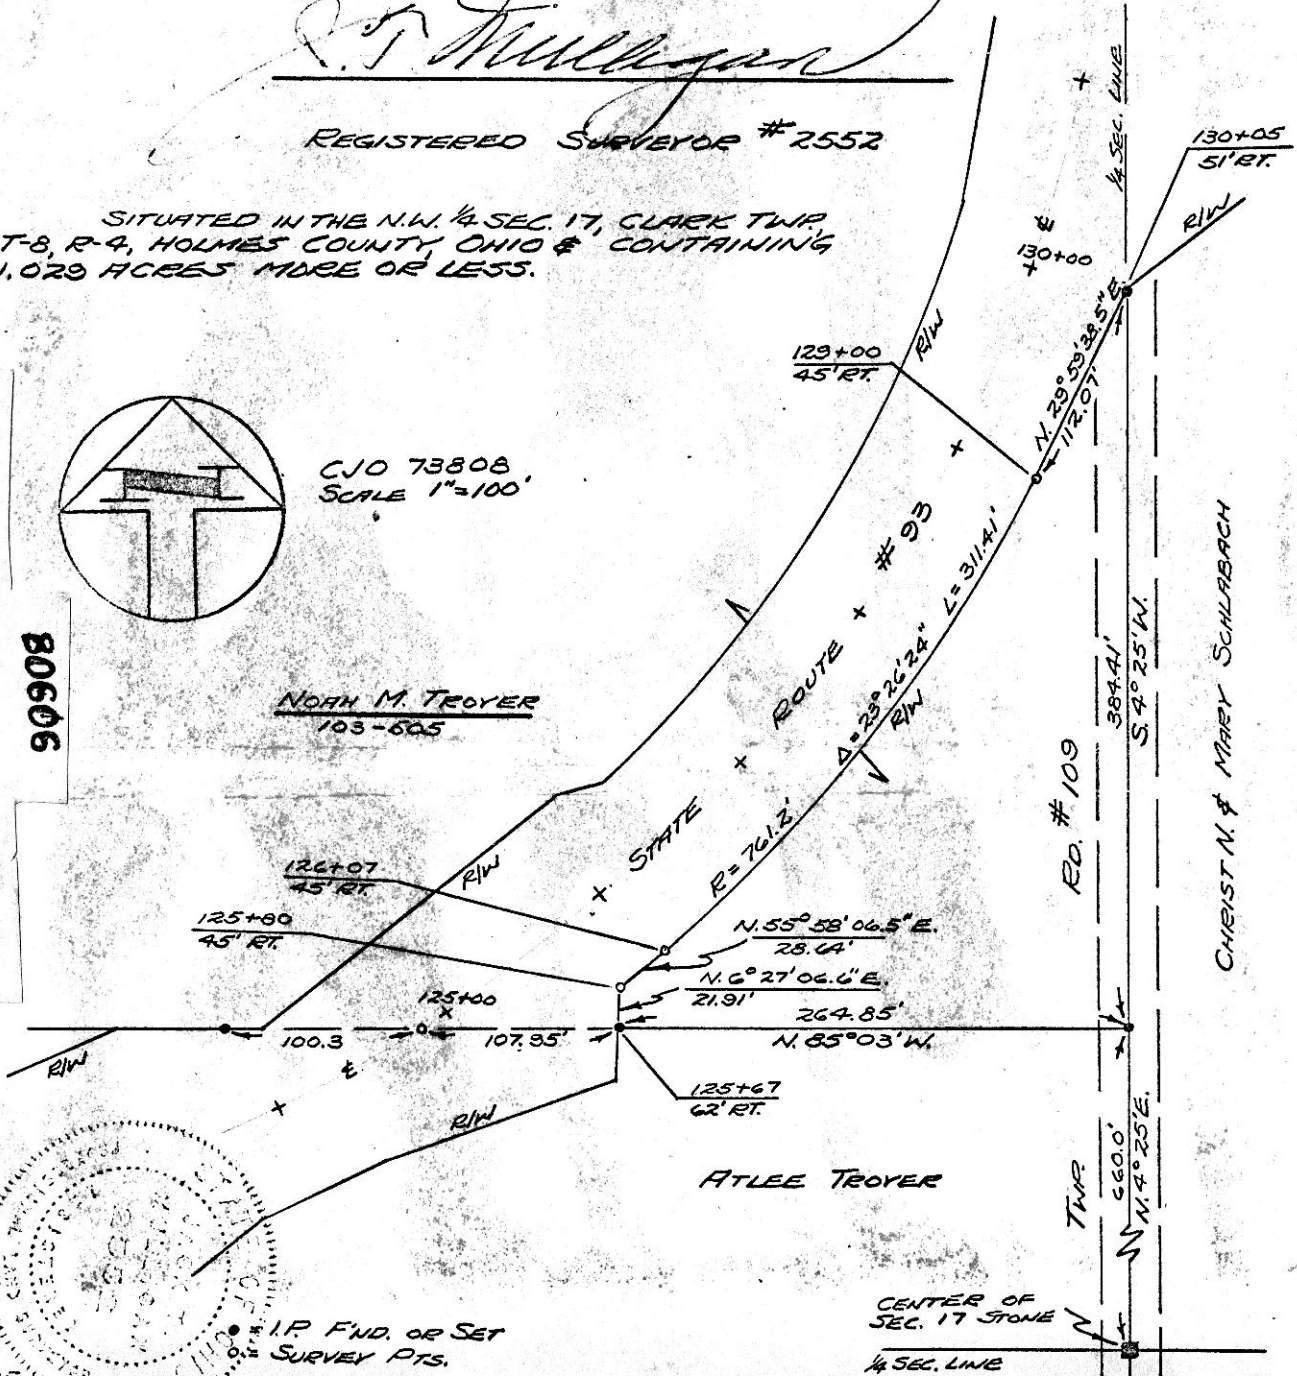 P.J Mullagan
REGISTERED SURVEYOR #2552
SITUATED IN THE N.W. ¼ SEC. 17, CLARK TWP.,
T-8, R-4, HOLMES COUNTY, OHIO & CONTAINING
1.029 ACRES MORE OR LESS.
¼ SEC. LINE
130+05
51' RT.
R/W
℄
130+00
R/W
129+00
45' RT.
N. 29° 59' 38.5" E.
112.07'
CJO 73808
SCALE 1"=100'
N
80606
NOAH M. TROYER
103-605
STATE ROUTE #93
R= 761.2' Δ= 23° 26' 24" L= 311.41'
R/W
384.41'
S. 4° 25' W.
CHRIST N. & MARY SCHLABACH
TWP. RD. #109
126+07
45' RT.
R/W
125+80
45' RT.
N. 55° 58' 06.5" E.
28.64'
N. 6° 27' 06.6" E.
21.91'
125+00
264.85'
N. 85° 03' W.
100.3
107.95'
R/W
℄
125+67
62' RT.
R/W
660.0'
N. 4° 25' E.
ATLEE TROYER
CENTER OF
SEC. 17 STONE
¼ SEC. LINE
● = I.P. F'ND. OR SET
○ = SURVEY PTS.